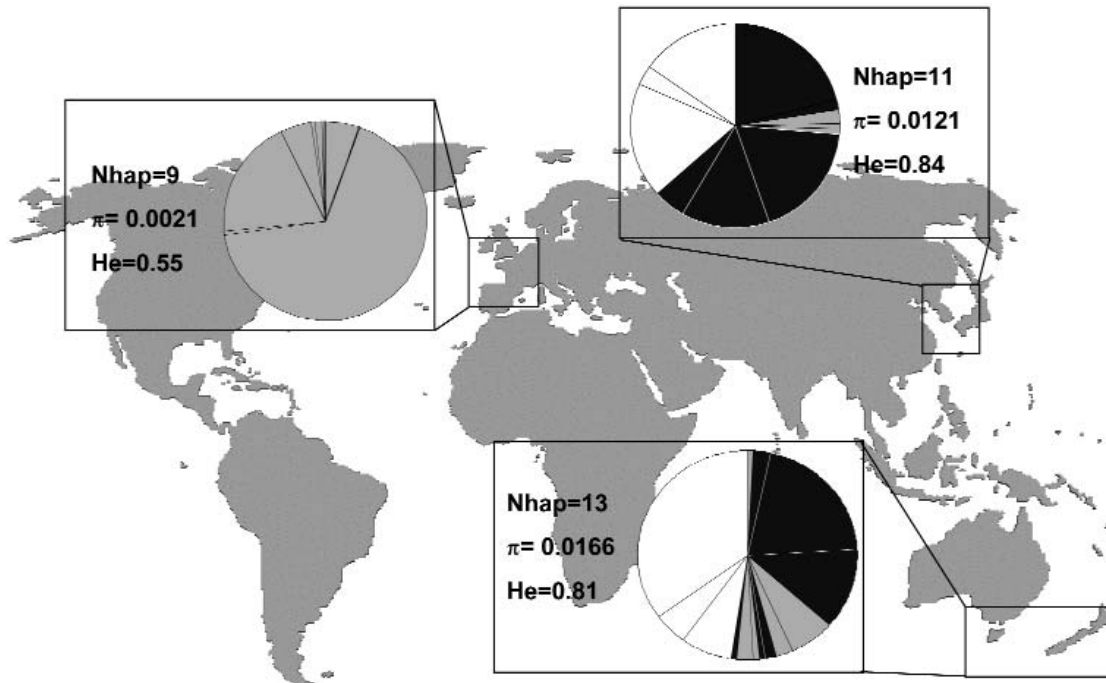 Nhap=11
π= 0.0121
He=0.84
Nhap=9
π= 0.0021
He=0.55
Nhap=13
π= 0.0166
He=0.81